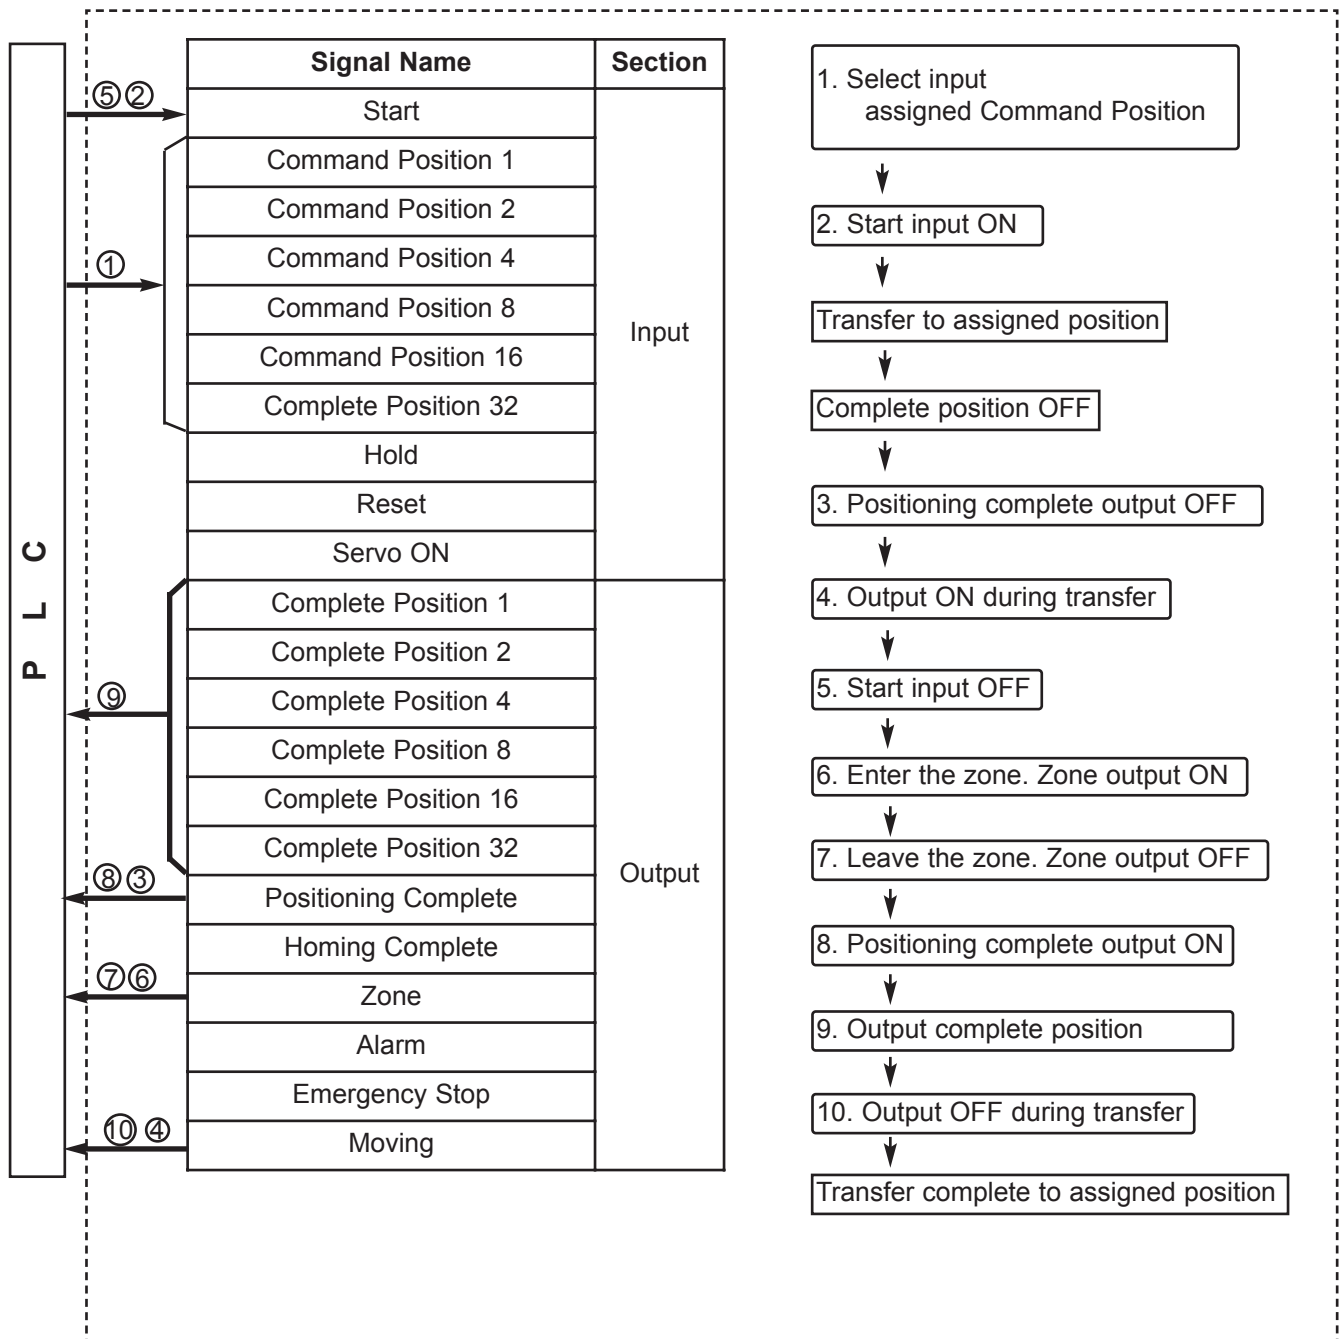 PLC
Signal Name Section
⑤② Start
Command Position 1
Command Position 2
① Command Position 4
Command Position 8
Input
Command Position 16
Complete Position 32
Hold
Reset
Servo ON
Complete Position 1
Complete Position 2
⑨ Complete Position 4
Complete Position 8
Complete Position 16
Complete Position 32
Output
⑧③ Positioning Complete
Homing Complete
⑦⑥ Zone
Alarm
Emergency Stop
⑩④ Moving
1. Select input
assigned Command Position
2. Start input ON
Transfer to assigned position
Complete position OFF
3. Positioning complete output OFF
4. Output ON during transfer
5. Start input OFF
6. Enter the zone. Zone output ON
7. Leave the zone. Zone output OFF
8. Positioning complete output ON
9. Output complete position
10. Output OFF during transfer
Transfer complete to assigned position